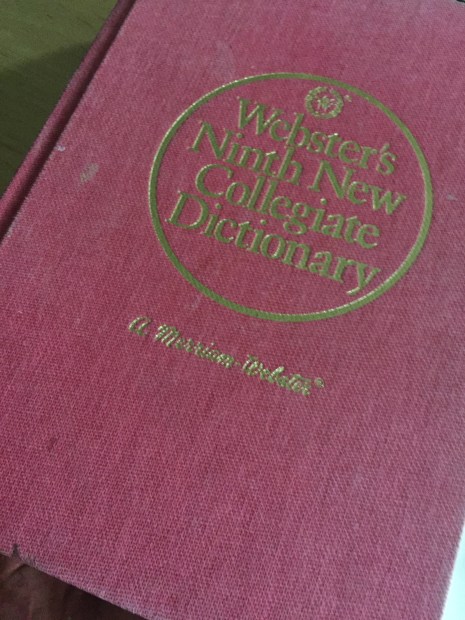 Webster's
Ninth New
Collegiate
Dictionary
A Merriam-Webster®